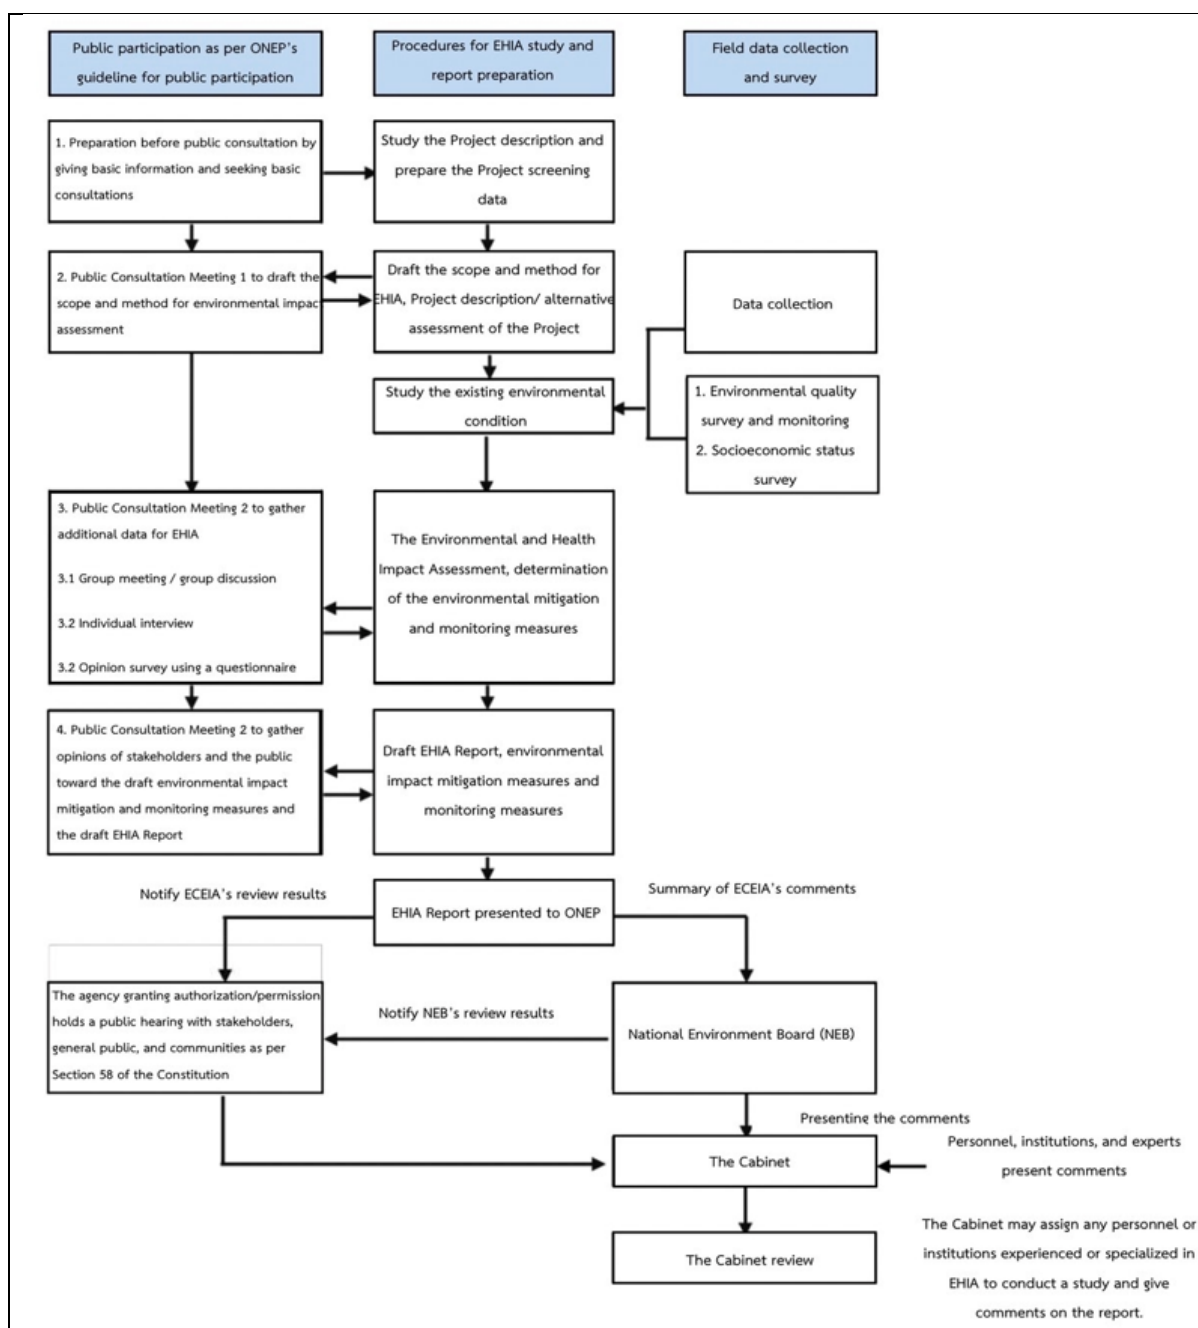 Public participation as per ONEP's
guideline for public participation
Procedures for EHIA study and
report preparation
Field data collection
and survey
1. Preparation before public consultation by
giving basic information and seeking basic
consultations
Study the Project description and
prepare the Project screening
data
2. Public Consultation Meeting 1 to draft the
scope and method for environmental impac
assessment
Draft the scope and method for
EHIA, Project description/ alternative
assessment of the Project
Data collection
Study the existing environmental
condition
1. Environmental quality
survey and monitoring
2. Socioeconomic status
survey
3. Public Consultation Meeting 2 to gather
additional data for EHIA
3.1 Group meeting / group discussion
3.2 Individual interview
3.2 Opinion survey using a questionnaire
The Environmental and Health
Impact Assessment, determination
of the environmental mitigation
and monitoring measures
4. Public Consultation Meeting 2 to gather
opinions of stakeholders and the public
toward the draft environmental impact
mitigation and monitoring measures and
the draft EHIA Report
Draft EHIA Report, environmental
impact mitigation measures and
monitoring measures
Notify ECEIA's review results
EHIA Report presented to ONEP
Summary of ECEIA's comments
The agency granting authorization/permission
holds a public hearing with stakeholders,
general public, and communities as per
Section 58 of the Constitution
Notify NEB's review results
National Environment Board (NEB)
Presenting the comments
The Cabinet
Personnel, institutions, and experts
present comments
The Cabinet review
The Cabinet may assign any personnel or
institutions experienced or specialized in
EHIA to conduct a study and give
comments on the report.